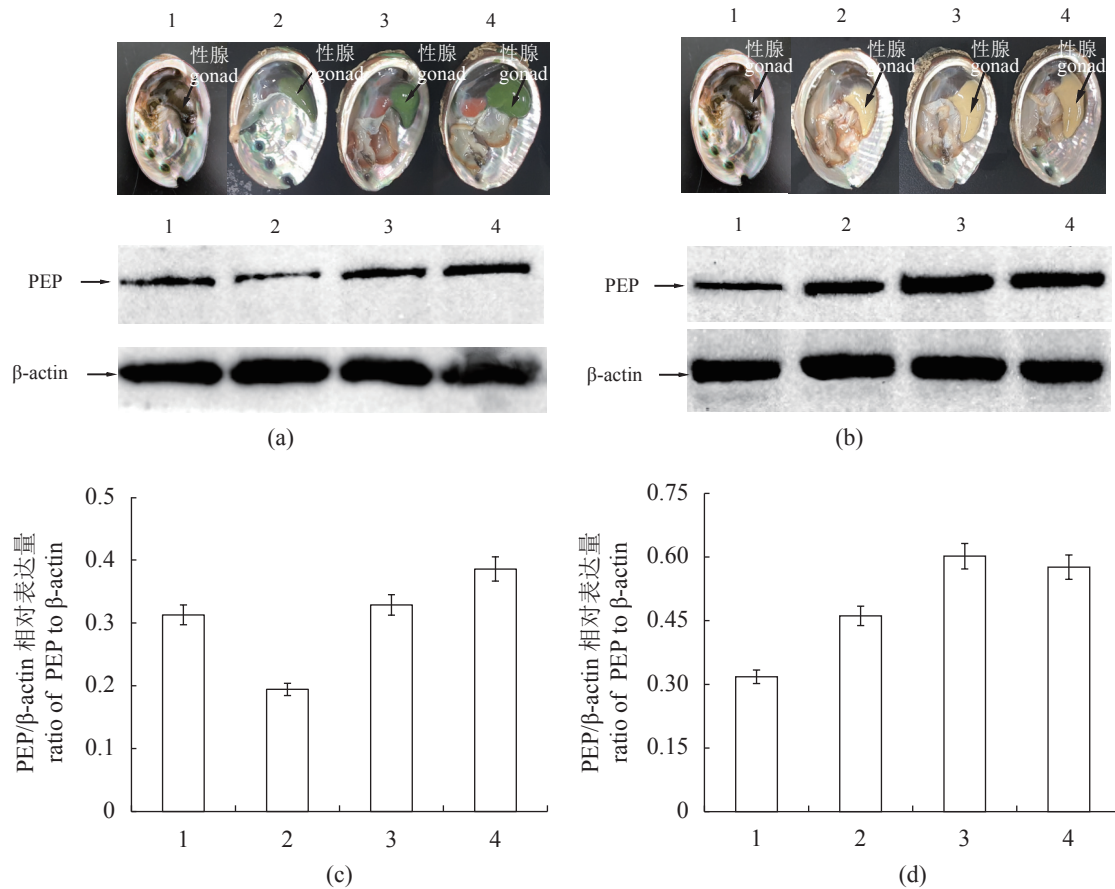 1 2 3 4
性腺 性腺 性腺 性腺
gonad gonad gonad gonad
1 2 3 4
PEP
β-actin
(a)
1 2 3 4
性腺 性腺 性腺 性腺
gonad gonad gonad gonad
1 2 3 4
PEP
β-actin
(b)
PEP/β-actin 相对表达量
ratio of PEP to β-actin
0.5
0.4
0.3
0.2
0.1
0
1 2 3 4
(c)
PEP/β-actin 相对表达量
ratio of PEP to β-actin
0.75
0.60
0.45
0.30
0.15
0
1 2 3 4
(d)